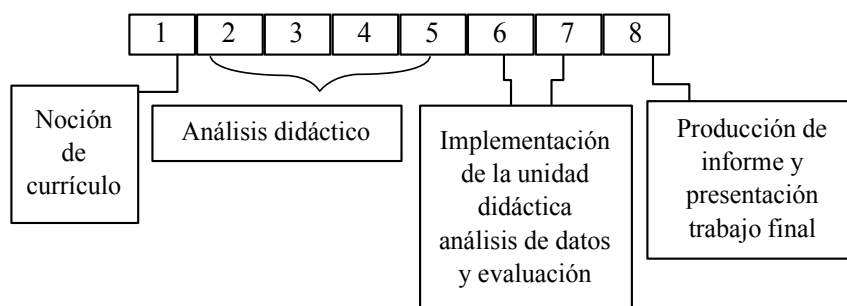 1 2 3 4 5 6 7 8
Noción
de
currículo
Análisis didáctico
Implementación
de la unidad
didáctica
análisis de datos
y evaluación
Producción de
informe y
presentación
trabajo final